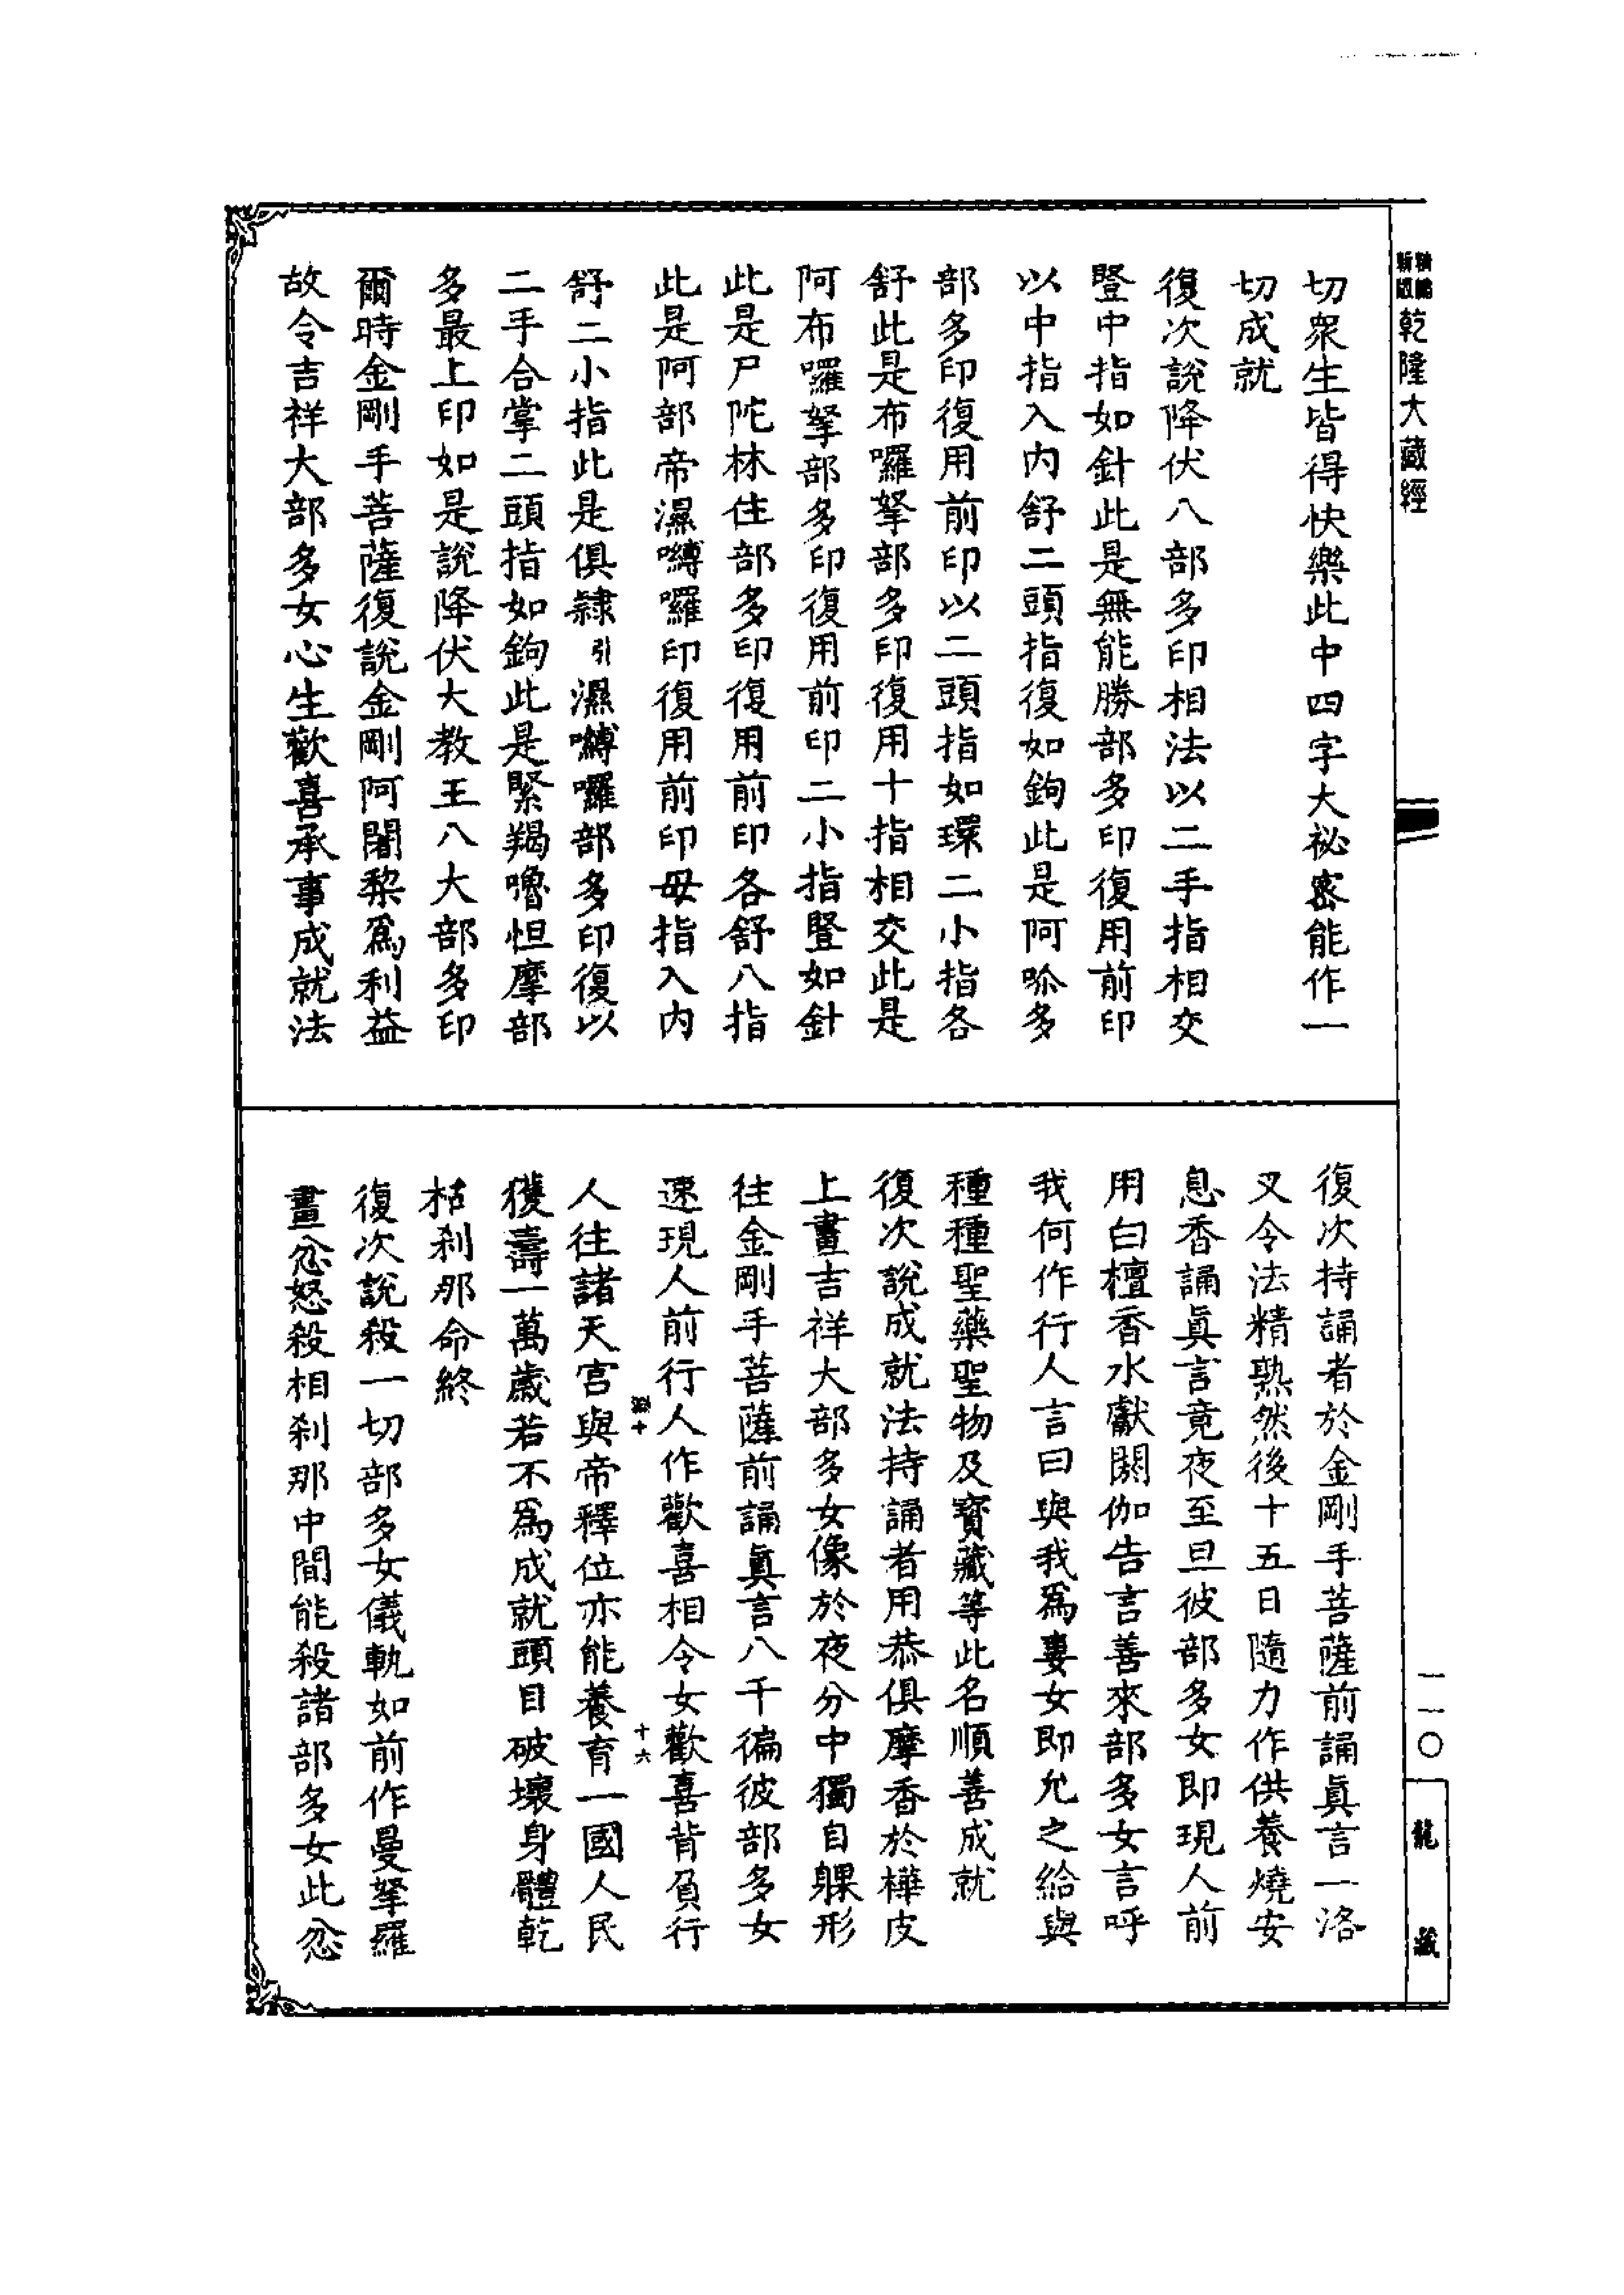 乾隆大藏經
切衆生皆得快樂此中四字大祕密能作一
切成就
復次說降伏八部多印相法以二手指相交
豎中指如針此是無能勝部多印復用前印
以中指入內舒二頭指復如鉤此是阿哳多
部多印復用前印以二頭指如環二小指各
舒此是布囉拏部多印復用十指相交此是
阿布囉拏部多印復用前印二小指豎如針
此是尸陀林住部多印復用前印各舒八指
此是阿部帝濕嚩囉印復用前印母指入內
舒二小指此是俱隸引濕嚩囉部多印復以
二手合掌二頭指如鉤此是緊羯嚕怛摩部
多最上印如是說降伏大教王八大部多印
爾時金剛手菩薩復說金剛阿闍梨爲利益
故令吉祥大部多女心生歡喜承事成就法
復次持誦者於金剛手菩薩前誦眞言一洛
叉令法精熟然後十五日隨力作供養燒安
息香誦眞言竟夜至旦彼部多女即現人前
用白檀香水獻閼伽告言善來部多女言呼
我何作行人言曰與我爲妻女即允之給與
種種聖藥聖物及寶藏等此名順善成就
復次說成就法持誦者用恭俱摩香於樺皮
上畫吉祥大部多女像於夜分中獨自躶形
往金剛手菩薩前誦眞言八千徧彼部多女
速現人前行人作歡喜相令女歡喜背負行
十六
人往諸天宮與帝釋位亦能養育一國人民
獲壽一萬歲若不爲成就頭目破壞身體乾
枯刹那命終
復次說殺一切部多女儀軌如前作曼拏羅
畫忿怒殺相刹那中間能殺諸部多女此忿
一一〇
龍藏